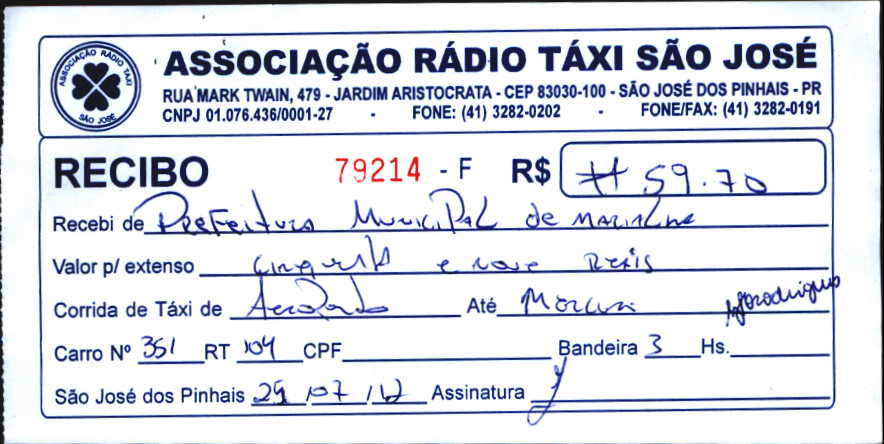 ASSOCIAÇÃO RÁDIO TAXI
SÃO JOSÉ
ASSOCIAÇÃO RÁDIO TÁXI SÃO JOSÉ
RUA MARK TWAIN, 479 - JARDIM ARISTOCRATA - CEP 83030-100 - SÃO JOSÉ DOS PINHAIS - PR
CNPJ 01.076.436/0001-27 - FONE: (41) 3282-0202 - FONE/FAX: (41) 3282-0191
RECIBO 79214 - F R$ # 59.70
Recebi de Prefeitura Municipal de
Valor p/ extenso cinquenta e nove Reais
Corrida de Táxi de Até
Carro Nº 351 RT 104 CPF Bandeira 3 Hs.
São José dos Pinhais 07 12 Assinatura